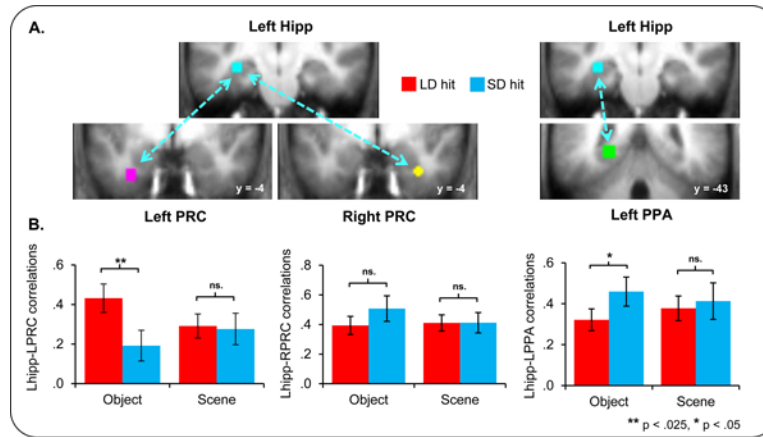 A.
Left Hipp
Left Hipp
LD hit SD hit
y = -4
y = -4
y = -43
Left PRC
Right PRC
Left PPA
B.
Lhipp-LPRC correlations
.6
.4
.2
.0
**
ns.
Object
Scene
Lhipp-RPRC correlations
.8
.6
.4
.2
.0
ns.
ns.
Object
Scene
Lhipp-LPPA correlations
.6
.4
.2
.0
*
ns.
Object
Scene
** p < .025, * p < .05